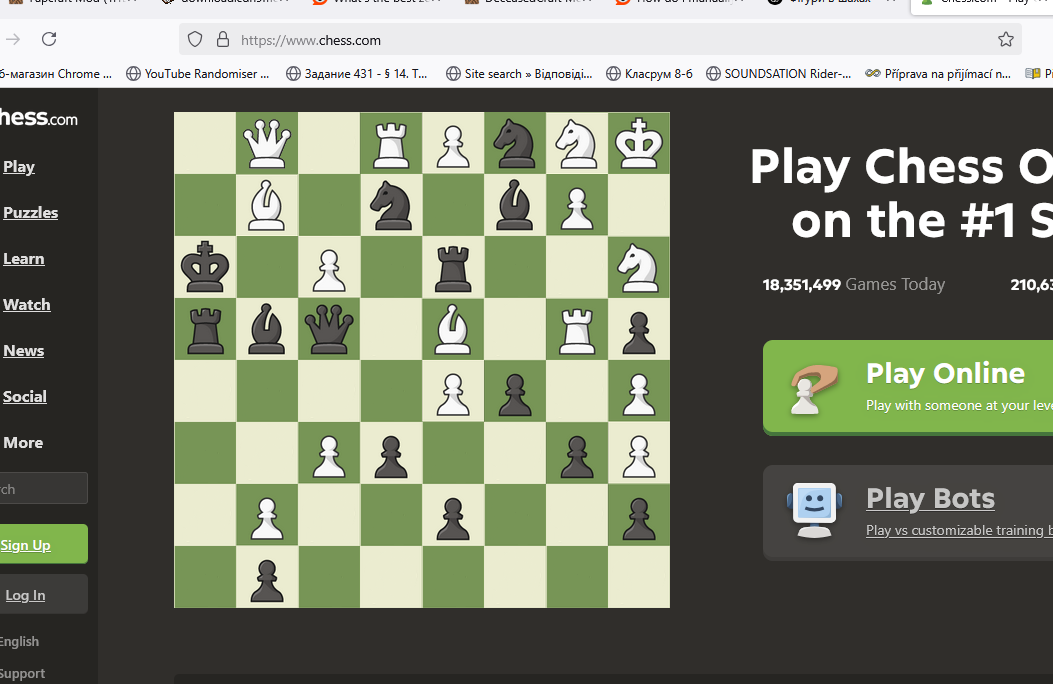 https://www.chess.com
б-магазин Chrome ... YouTube Randomiser ... Задание 431 - § 14. Т... Site search » Відповіді... Класрум 8-б SOUNDSATION Rider-... Příprava na přijímací n...
hess.com
Play
Puzzles
Learn
Watch
News
Social
More
rch
Sign Up
Log In
English
Support
Play Chess O
on the #1 S
18,351,499 Games Today 210,63
Play Online
Play with someone at your leve
Play Bots
Play vs customizable training b